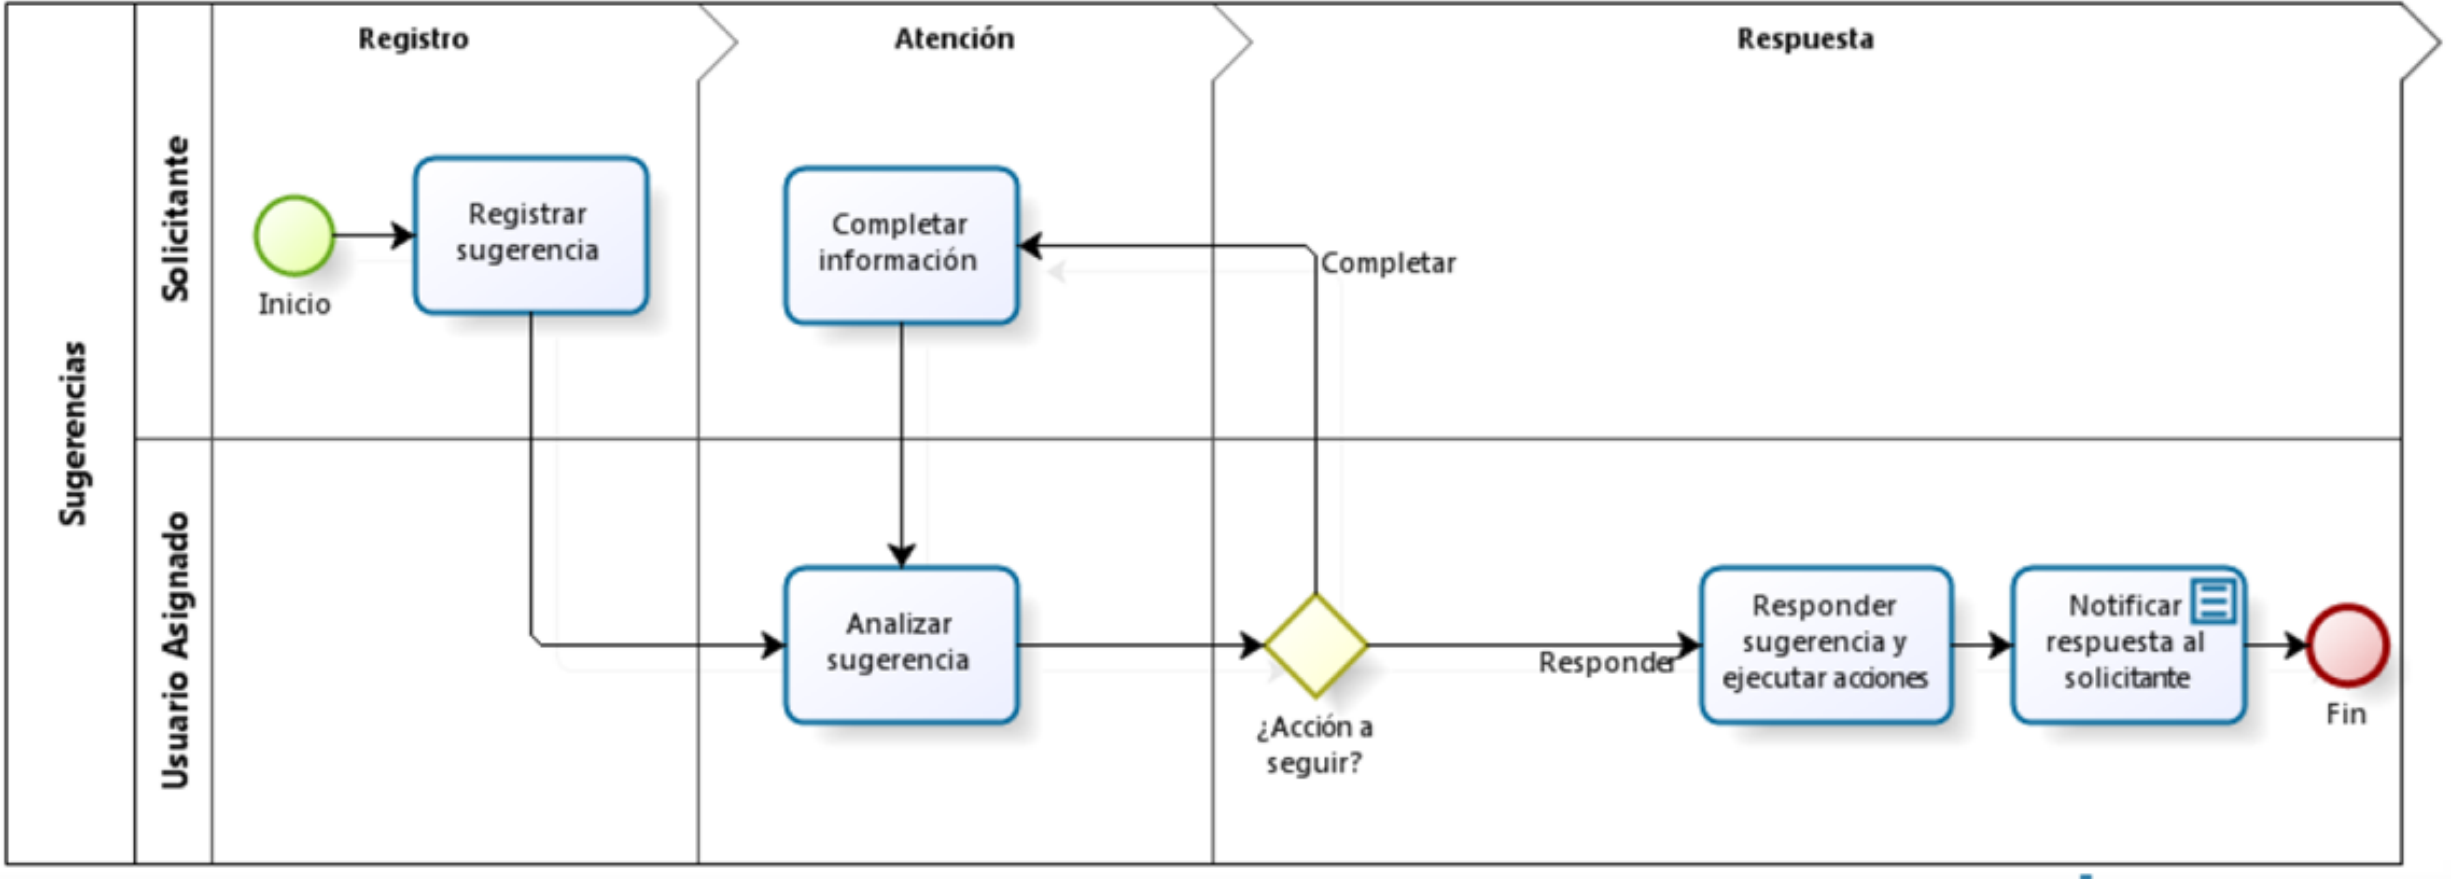 Registro
Atención
Respuesta
Sugerencias
Solicitante
Inicio
Registrar
sugerencia
Completar
información
Completar
Usuario Asignado
Analizar
sugerencia
¿Acción a
seguir?
Responder
Responder
sugerencia y
ejecutar acciones
Notificar
respuesta al
solicitante
Fin